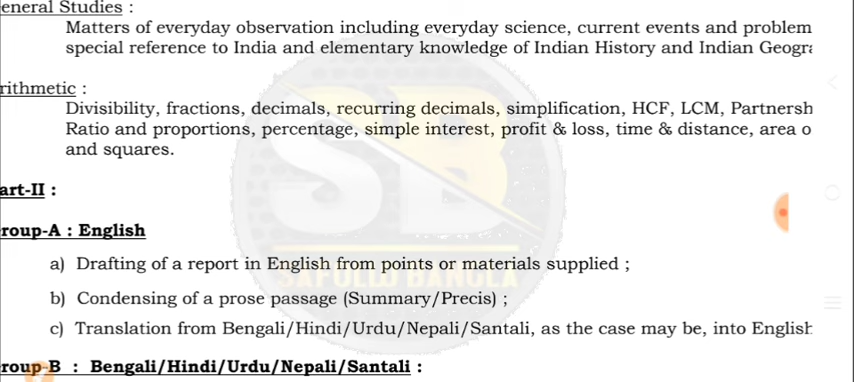 eneral Studies :
Matters of everyday observation including everyday science, current events and problem
special reference to India and elementary knowledge of Indian History and Indian Geogra
rithmetic :
Divisibility, fractions, decimals, recurring decimals, simplification, HCF, LCM, Partnersh
Ratio and proportions, percentage, simple interest, profit & loss, time & distance, area o
and squares.
art-II :
roup-A : English
a) Drafting of a report in English from points or materials supplied ;
b) Condensing of a prose passage (Summary/Precis) ;
SAFOLLO BANGLA
c) Translation from Bengali/Hindi/Urdu/Nepali/Santali, as the case may be, into English
roup-B : Bengali/Hindi/Urdu/Nepali/Santali :